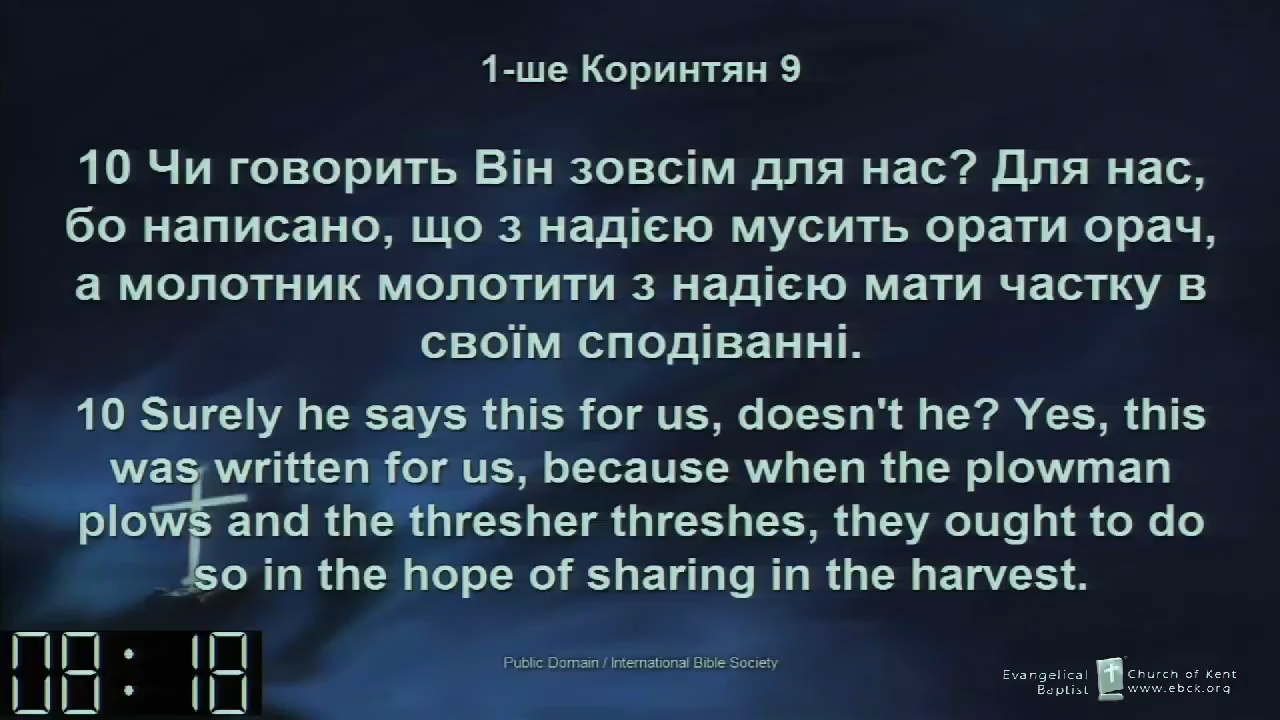 1-ше Коринтян 9
10 Чи говорить Він зовсім для нас? Для нас,
бо написано, що з надією мусить орати орач,
а молотник молотити з надією мати частку в
своїм сподіванні.
10 Surely he says this for us, doesn't he? Yes, this
was written for us, because when the plowman
plows and the thresher threshes, they ought to do
so in the hope of sharing in the harvest.
08:18
Public Domain / International Bible Society
Evangelical Church of Kent
Baptist www.ebck.org